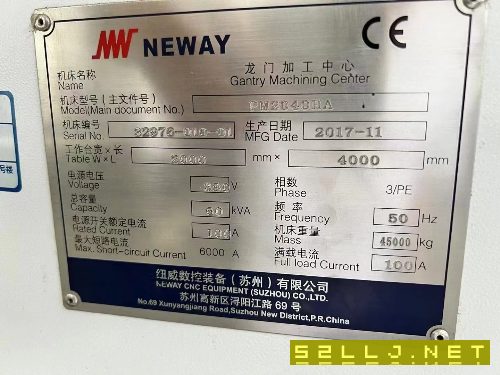 NEWAY
CE
机床名称 龙门加工中心
Name Gantry Machining Center
机床型号(主文件号)
Model(Main document No.)
机床编号 生产日期 2017-11
Serial No MFG Date
工作台宽×长 mm× 4000 mm
Table W×L
电源电压 V 相数 3/PE
Voltage Phase
总容量 kVA 频率 50 Hz
Capacity Frequency
电源开关额定电流 A 机床重量 45000 kg
Rated Current Mass
最大短路电流 6000 A 满载电流 100 A
Max. Short-circuit Current Full load Current
纽威数控装备(苏州)有限公司
NEWAY CNC EQUIPMENT (SUZHOU) CO.,LTD.
苏州高新区浔阳江路 69 号
No.69 Xunyangjiang Road,Suzhou New District,P.R.China
52LLJ.NET